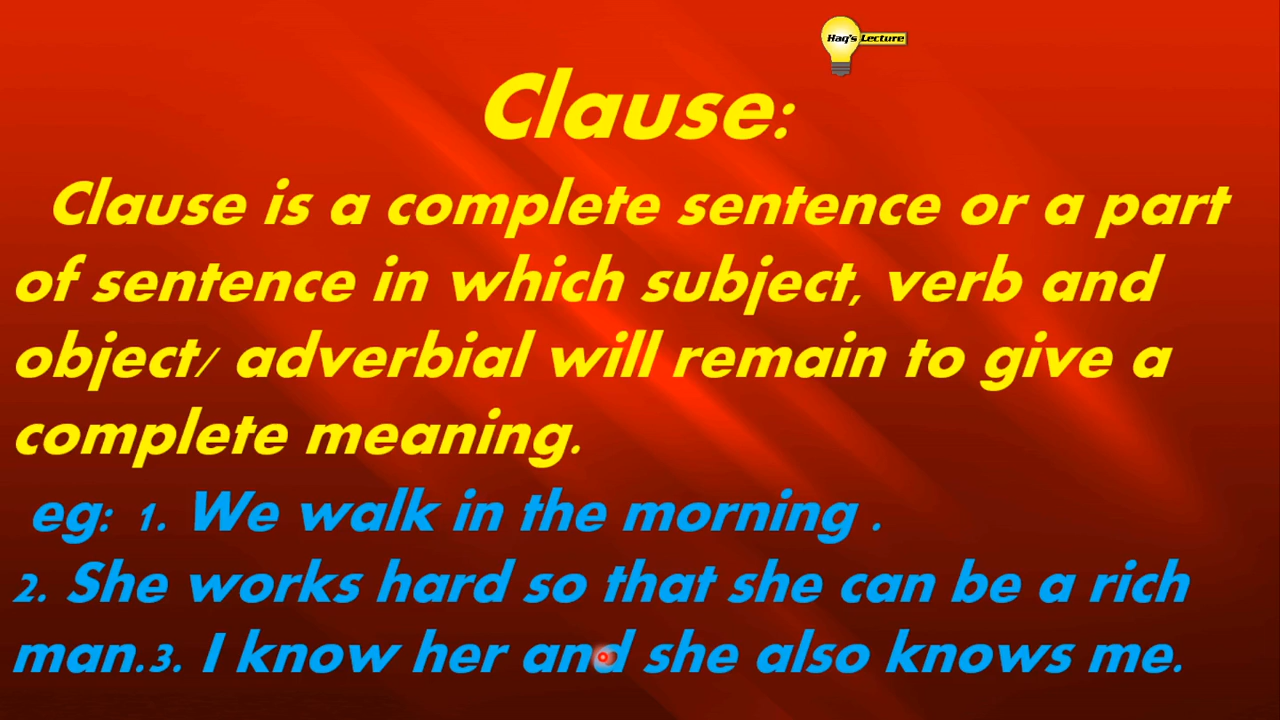 Haq's Lecture
Clause:
Clause is a complete sentence or a part
of sentence in which subject, verb and
object/ adverbial will remain to give a
complete meaning.
eg: 1. We walk in the morning .
2. She works hard so that she can be a rich
man.3. I know her and she also knows me.